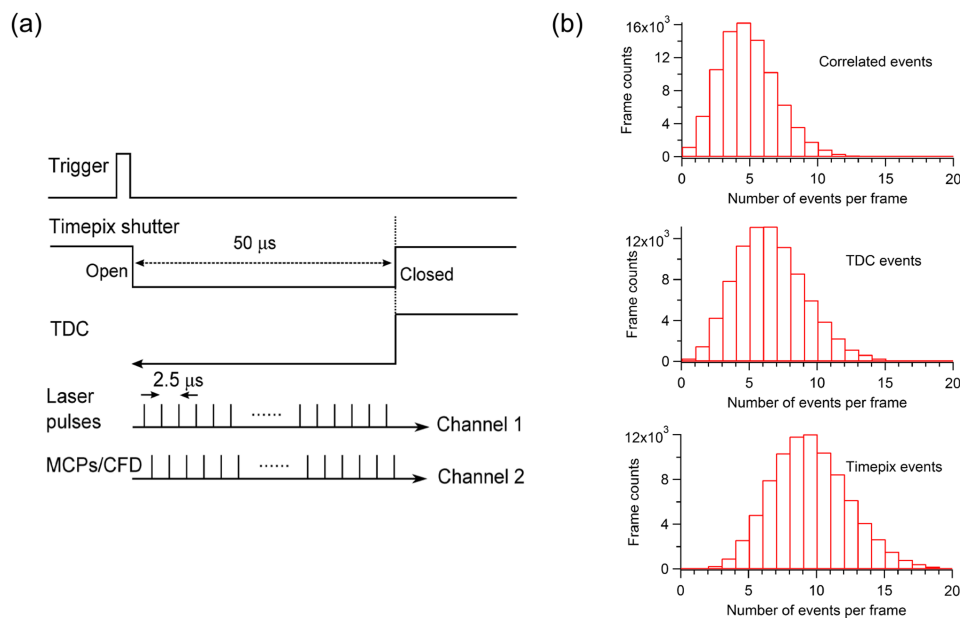 (a)
Trigger
Timepix shutter
50 μs
Open
Closed
TDC
2.5 μs
Laser
pulses
......
Channel 1
MCPs/CFD
......
Channel 2
(b)
16x10³
12
8
4
0
Frame counts
Correlated events
0 5 10 15 20
Number of events per frame
12x10³
8
4
0
Frame counts
TDC events
0 5 10 15 20
Number of events per frame
12x10³
8
4
0
Frame counts
Timepix events
0 5 10 15 20
Number of events per frame